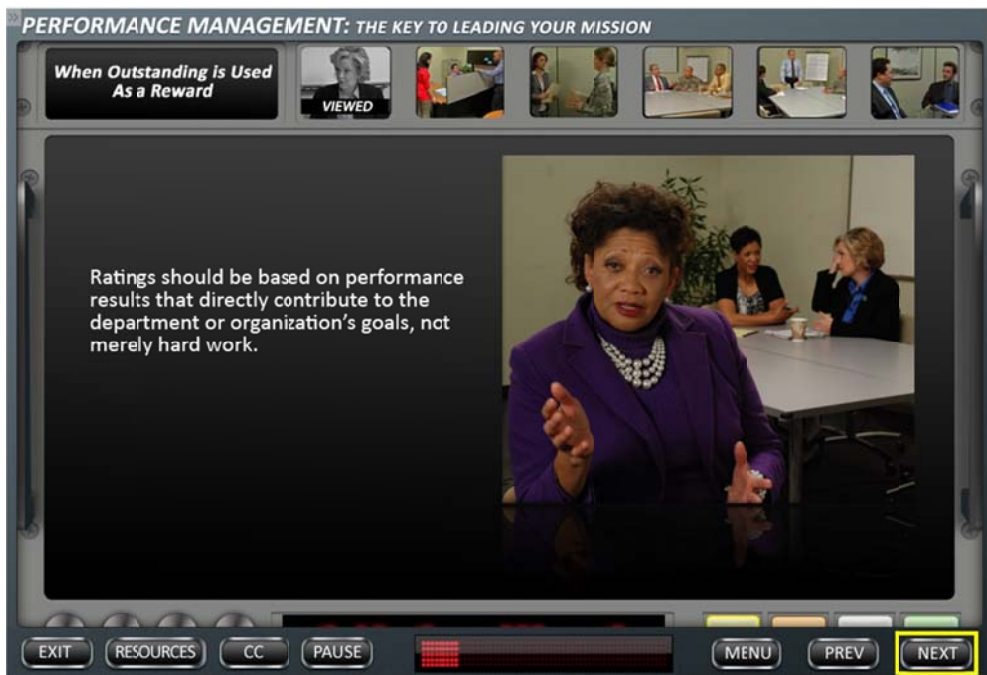 PERFORMANCE MANAGEMENT: THE KEY TO LEADING YOUR MISSION
When Outstanding is Used
As a Reward
VIEWED
Ratings should be based on performance
results that directly contribute to the
department or organization's goals, not
merely hard work.
EXIT
RESOURCES
CC
PAUSE
MENU
PREV
NEXT